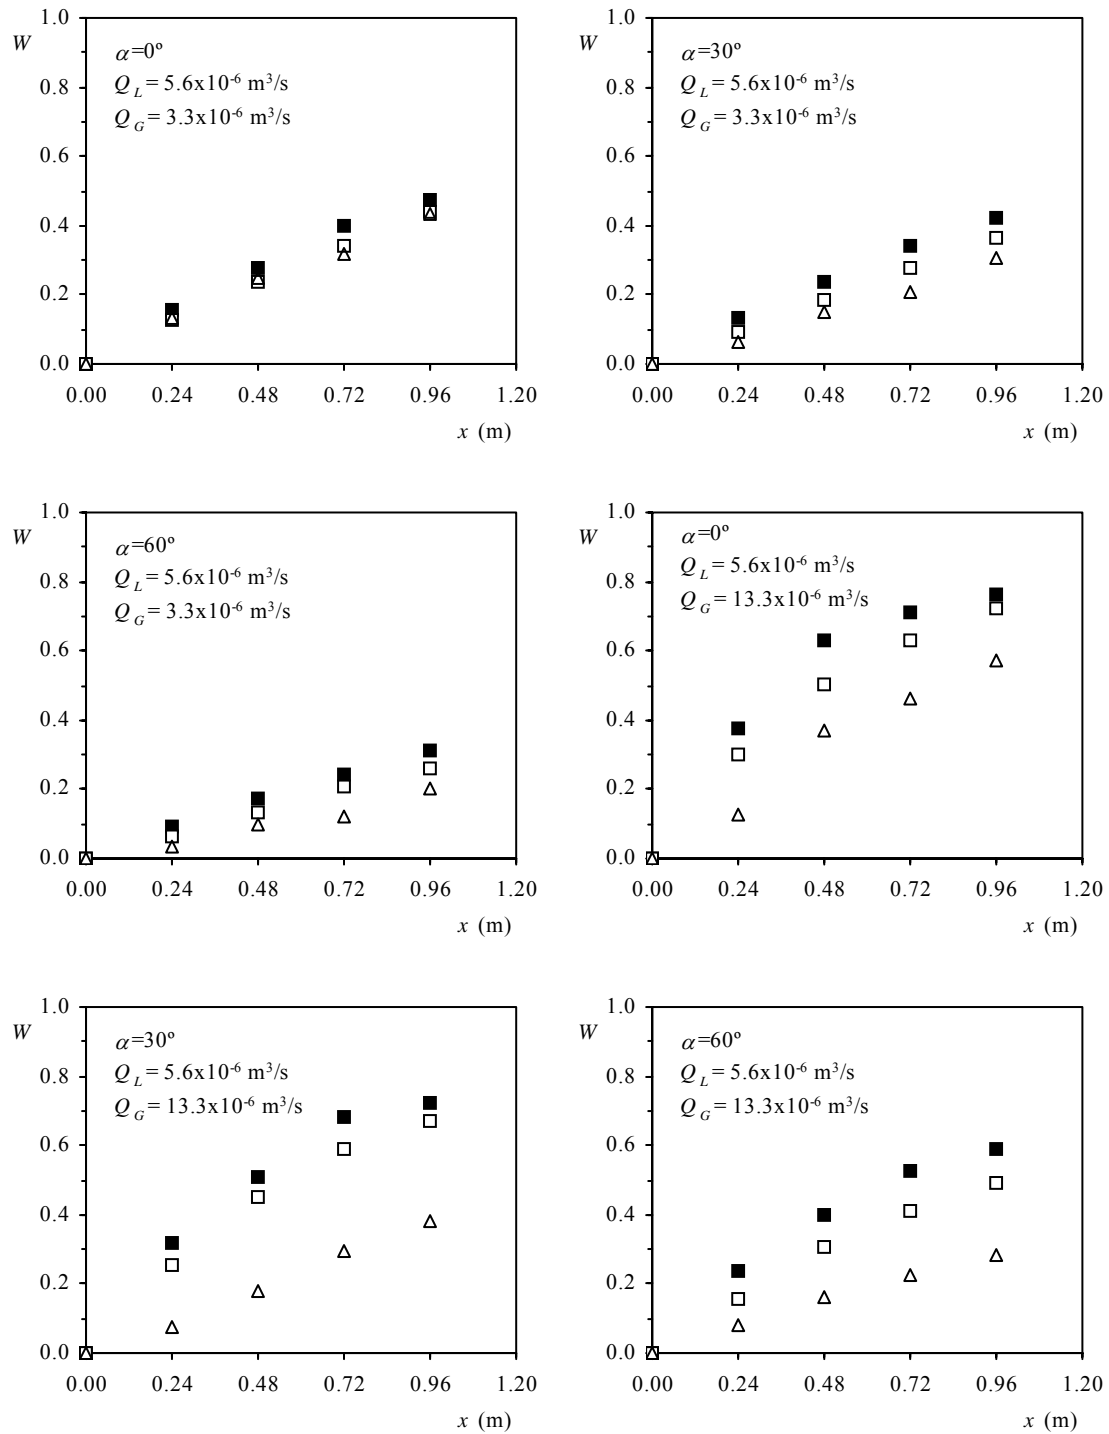 1.0
W
α=0º
0.8
Q_L = 5.6x10⁻⁶ m³/s
Q_G = 3.3x10⁻⁶ m³/s
0.6
0.4
0.2
0.0
0.00 0.24 0.48 0.72 0.96 1.20
x (m)
1.0
W
α=30º
0.8
Q_L = 5.6x10⁻⁶ m³/s
Q_G = 3.3x10⁻⁶ m³/s
0.6
0.4
0.2
0.0
0.00 0.24 0.48 0.72 0.96 1.20
x (m)
1.0
W
α=60º
0.8
Q_L = 5.6x10⁻⁶ m³/s
Q_G = 3.3x10⁻⁶ m³/s
0.6
0.4
0.2
0.0
0.00 0.24 0.48 0.72 0.96 1.20
x (m)
1.0
W
α=0º
0.8
Q_L = 5.6x10⁻⁶ m³/s
Q_G = 13.3x10⁻⁶ m³/s
0.6
0.4
0.2
0.0
0.00 0.24 0.48 0.72 0.96 1.20
x (m)
1.0
W
α=30º
0.8
Q_L = 5.6x10⁻⁶ m³/s
Q_G = 13.3x10⁻⁶ m³/s
0.6
0.4
0.2
0.0
0.00 0.24 0.48 0.72 0.96 1.20
x (m)
1.0
W
α=60º
0.8
Q_L = 5.6x10⁻⁶ m³/s
Q_G = 13.3x10⁻⁶ m³/s
0.6
0.4
0.2
0.0
0.00 0.24 0.48 0.72 0.96 1.20
x (m)